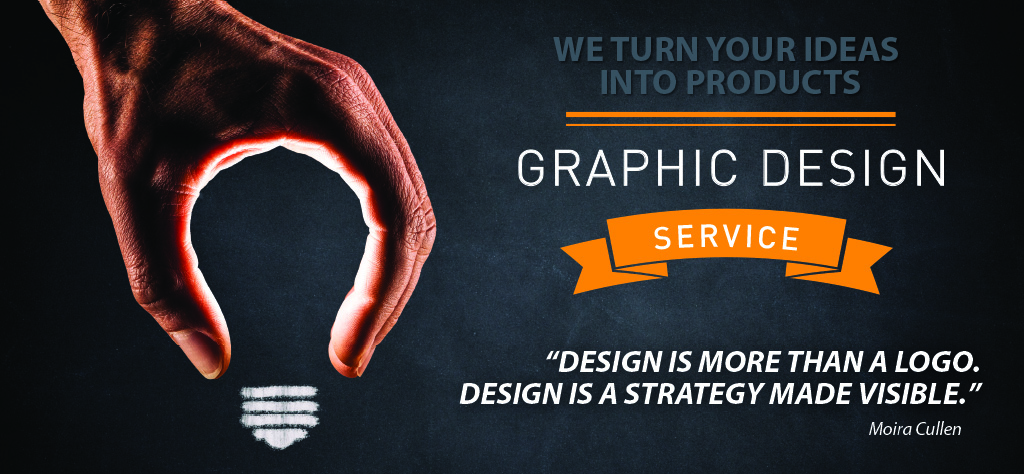 WE TURN YOUR IDEAS
INTO PRODUCTS
GRAPHIC DESIGN
SERVICE
“DESIGN IS MORE THAN A LOGO.
DESIGN IS A STRATEGY MADE VISIBLE.”
Moira Cullen